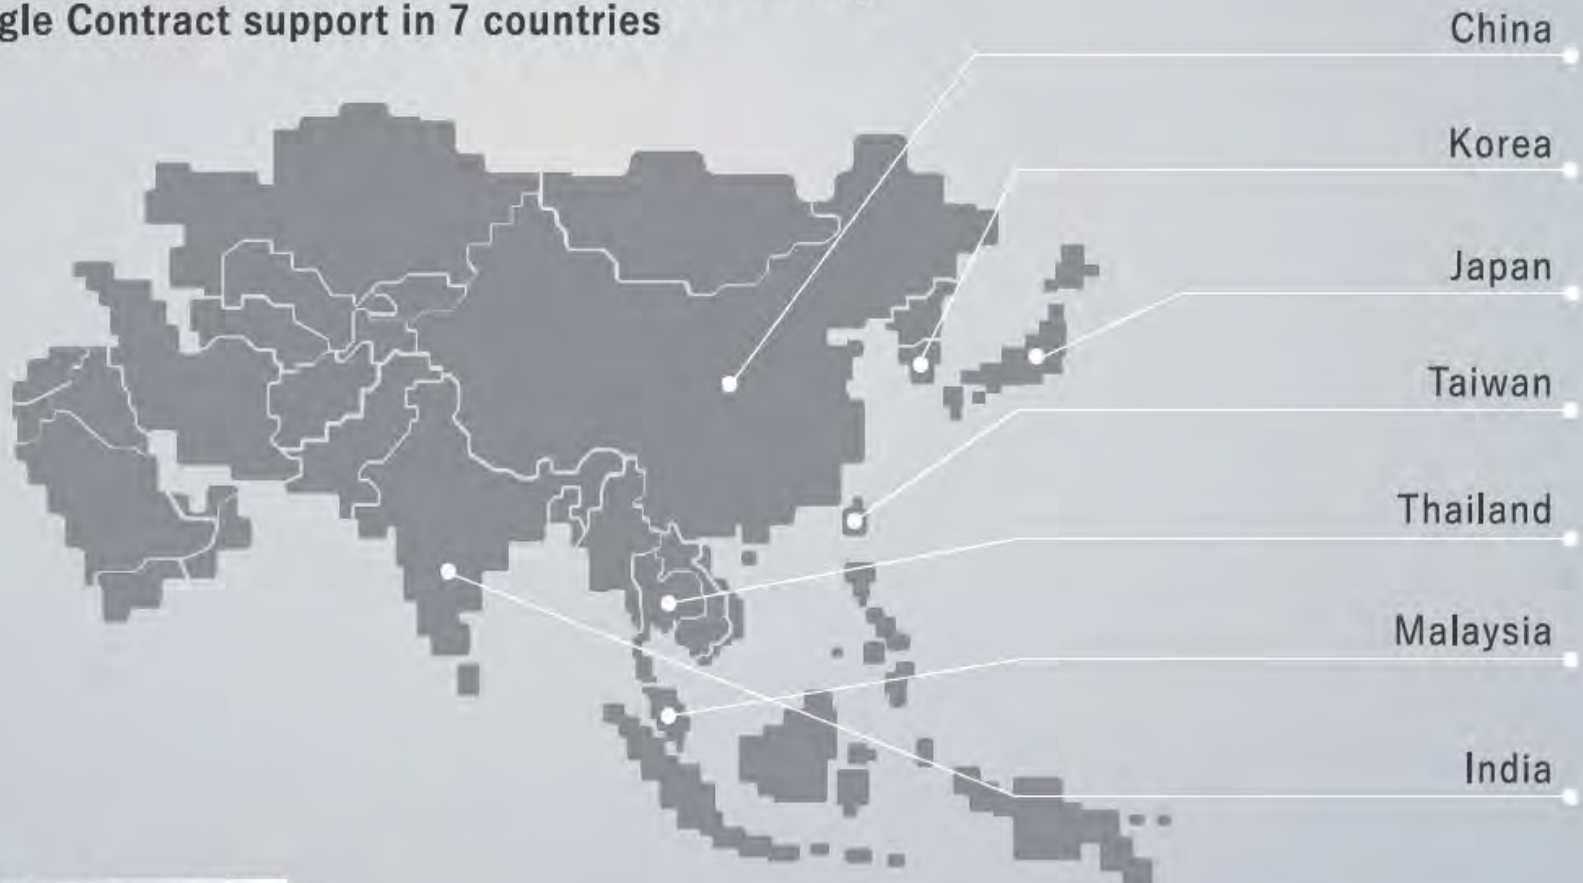 gle Contract support in 7 countries
China
Korea
Japan
Taiwan
Thailand
Malaysia
India